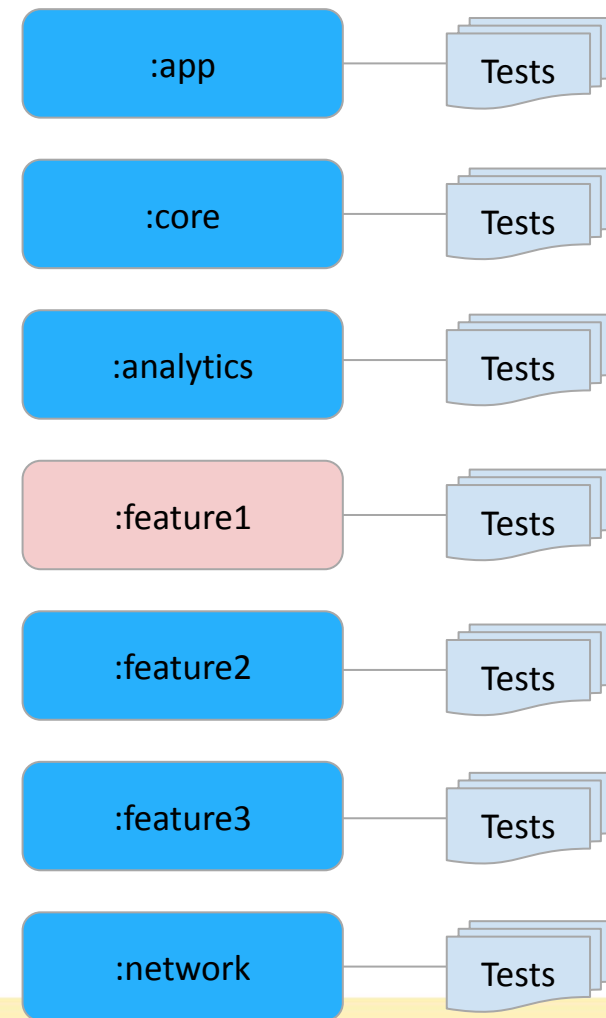 :app
Tests
:core
Tests
:analytics
Tests
:feature1
Tests
:feature2
Tests
:feature3
Tests
:network
Tests